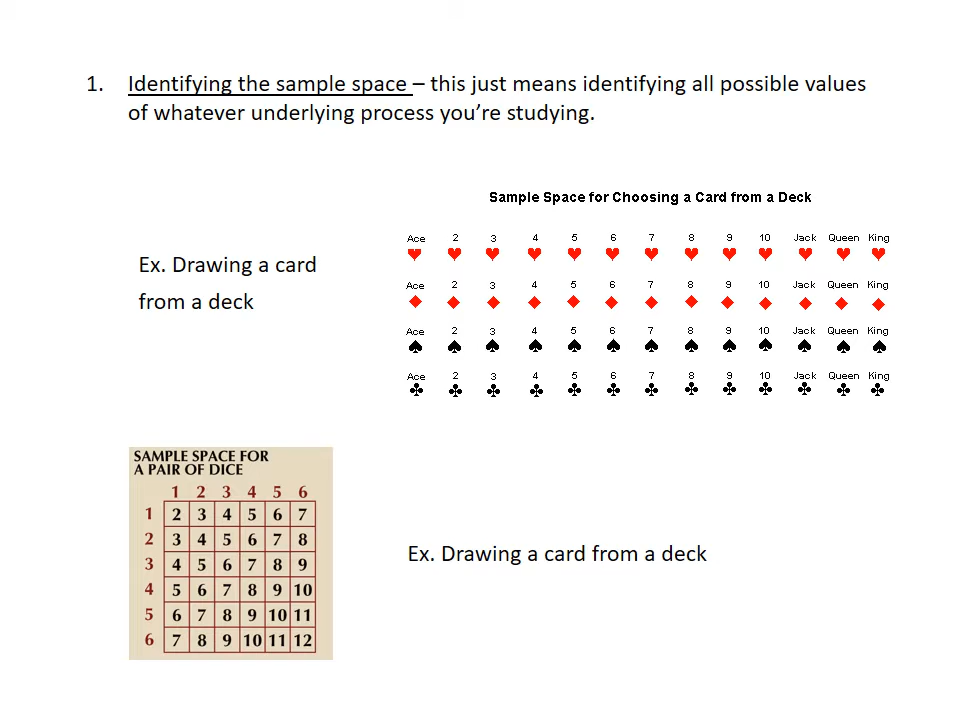 1. Identifying the sample space – this just means identifying all possible values
of whatever underlying process you're studying.
Sample Space for Choosing a Card from a Deck
Ace 2 3 4 5 6 7 8 9 10 Jack Queen King
Ex. Drawing a card
from a deck
Ace 2 3 4 5 6 7 8 9 10 Jack Queen King
Ace 2 3 4 5 6 7 8 9 10 Jack Queen King
Ace 2 3 4 5 6 7 8 9 10 Jack Queen King
SAMPLE SPACE FOR
A PAIR OF DICE
1 2 3 4 5 6
1 2 3 4 5 6 7
2 3 4 5 6 7 8
3 4 5 6 7 8 9
4 5 6 7 8 9 10
5 6 7 8 9 10 11
6 7 8 9 10 11 12
Ex. Drawing a card from a deck